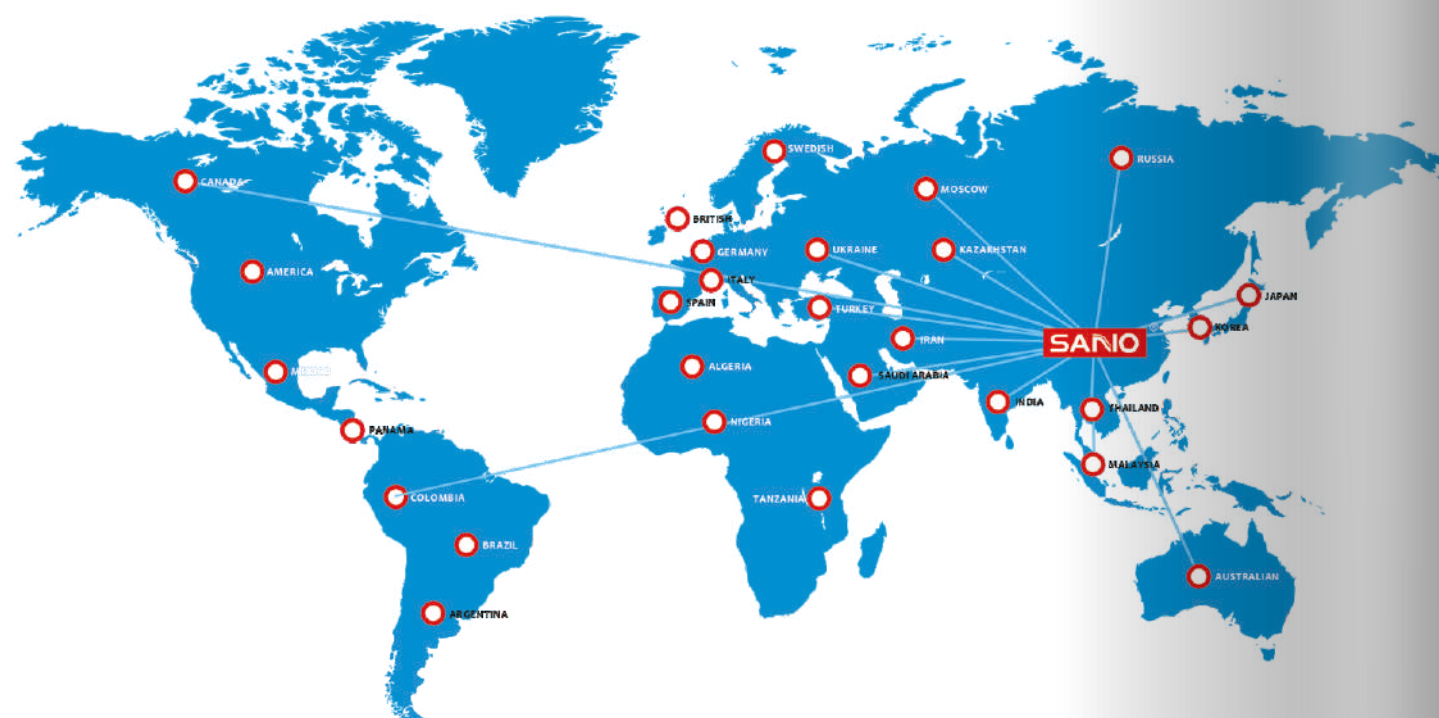 SWEDISH
RUSSIA
CANADA
MOSCOW
BRITISH
GERMANY
UKRAINE
KAZAKHSTAN
AMERICA
ITALY
SPAIN
JAPAN
TURKEY
KOREA
IRAN
SANIO
ALGERIA
SAUDI ARABIA
INDIA
THAILAND
NIGERIA
PANAMA
MALAYSIA
COLOMBIA
TANZANIA
BRAZIL
AUSTRALIAN
ARGENTINA